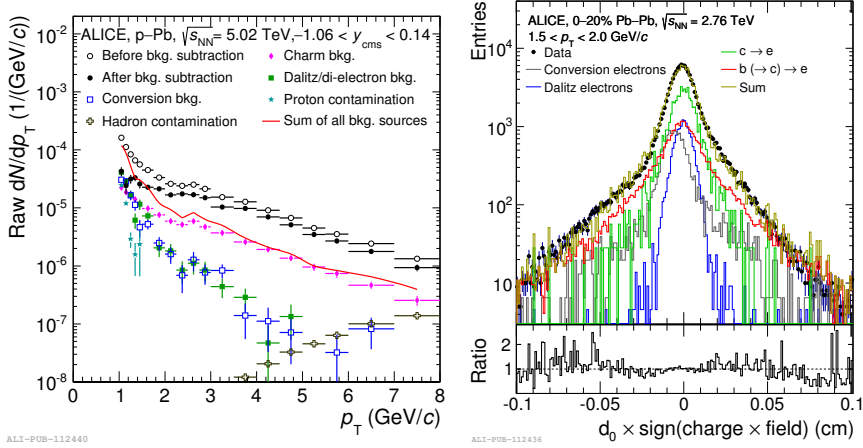 ALICE, p–Pb, √sNN = 5.02 TeV, -1.06 < ycms < 0.14
Before bkg. subtraction
Charm bkg.
After bkg. subtraction
Dalitz/di-electron bkg.
Conversion bkg.
Proton contamination
Hadron contamination
Sum of all bkg. sources
Raw dN/dpT (1/(GeV/c))
10-3
10-4
10-5
10-6
10-7
10-8
0 1 2 3 4 5 6 7 8
pT (GeV/c)
ALI-PUB-112440
ALICE, 0–20% Pb–Pb, √sNN = 2.76 TeV
1.5 < pT < 2.0 GeV/c
Data
c → e
Conversion electrons
b (→ c) → e
Dalitz electrons
Sum
Entries
104
103
102
10
Ratio
2
1
-0.1 -0.05 0 0.05 0.1
d0 × sign(charge × field) (cm)
ALI-PUB-112436